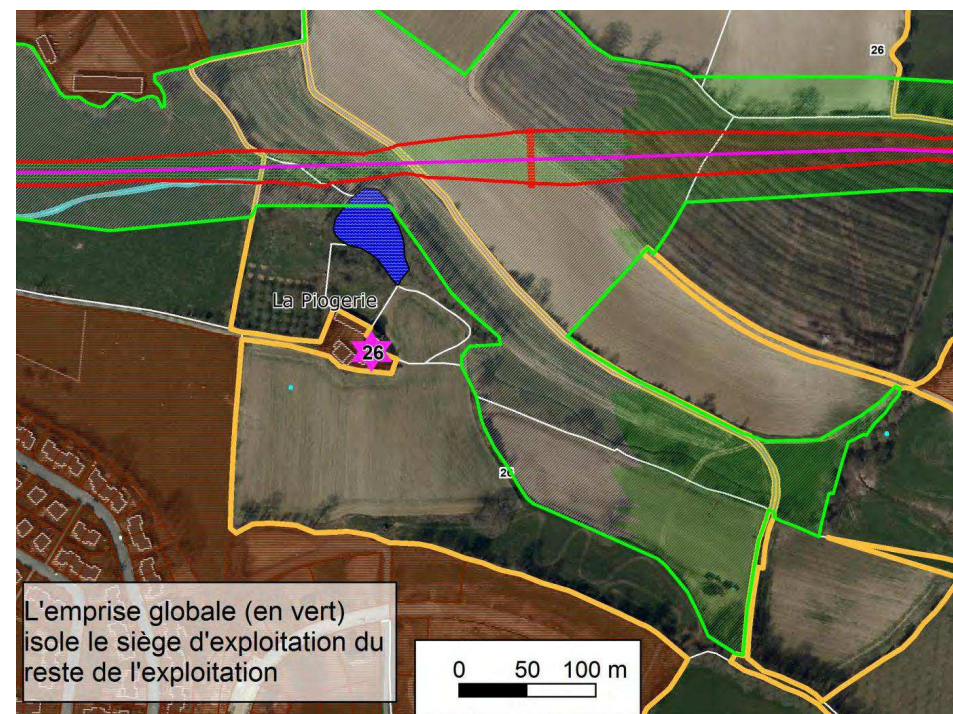 26
La Piogerie
26
26
L'emprise globale (en vert)
isole le siège d'exploitation du
reste de l'exploitation
0 50 100 m